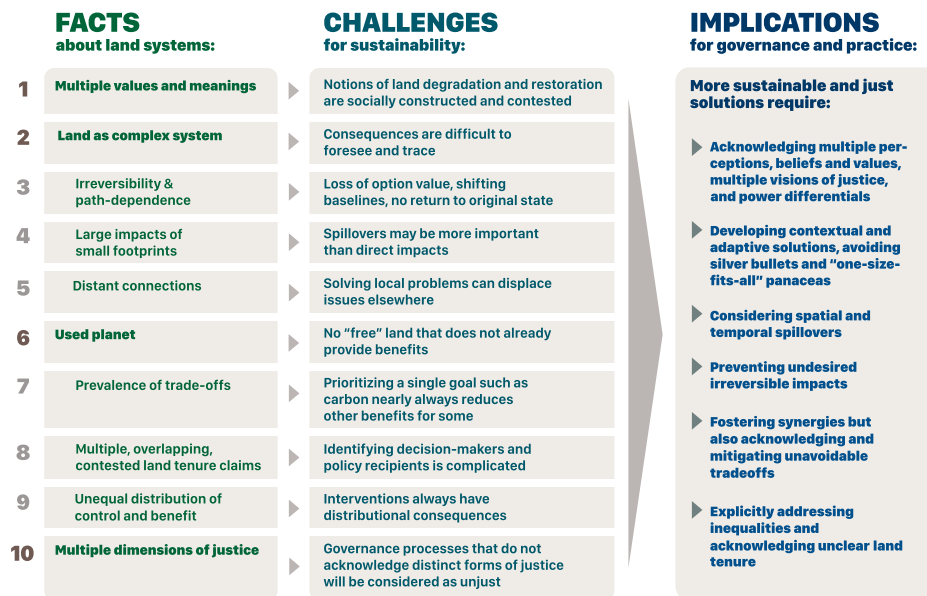 FACTS
about land systems:
CHALLENGES
for sustainability:
IMPLICATIONS
for governance and practice:
1
Multiple values and meanings
Notions of land degradation and restoration
are socially constructed and contested
2
Land as complex system
Consequences are difficult to
foresee and trace
3
Irreversibility &
path-dependence
Loss of option value, shifting
baselines, no return to original state
4
Large impacts of
small footprints
Spillovers may be more important
than direct impacts
5
Distant connections
Solving local problems can displace
issues elsewhere
6
Used planet
No “free” land that does not already
provide benefits
7
Prevalence of trade-offs
Prioritizing a single goal such as
carbon nearly always reduces
other benefits for some
8
Multiple, overlapping,
contested land tenure claims
Identifying decision-makers and
policy recipients is complicated
9
Unequal distribution of
control and benefit
Interventions always have
distributional consequences
10
Multiple dimensions of justice
Governance processes that do not
acknowledge distinct forms of justice
will be considered as unjust
More sustainable and just
solutions require:
Acknowledging multiple per-
ceptions, beliefs and values,
multiple visions of justice,
and power differentials
Developing contextual and
adaptive solutions, avoiding
silver bullets and “one-size-
fits-all” panaceas
Considering spatial and
temporal spillovers
Preventing undesired
irreversible impacts
Fostering synergies but
also acknowledging and
mitigating unavoidable
tradeoffs
Explicitly addressing
inequalities and
acknowledging unclear land
tenure